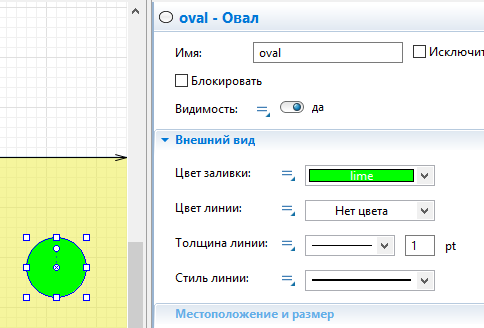 oval - Овал
Имя: oval Исключить
Блокировать
Видимость: да
Внешний вид
Цвет заливки: lime
Цвет линии: Нет цвета
Толщина линии: 1 pt
Стиль линии:
Местоположение и размер